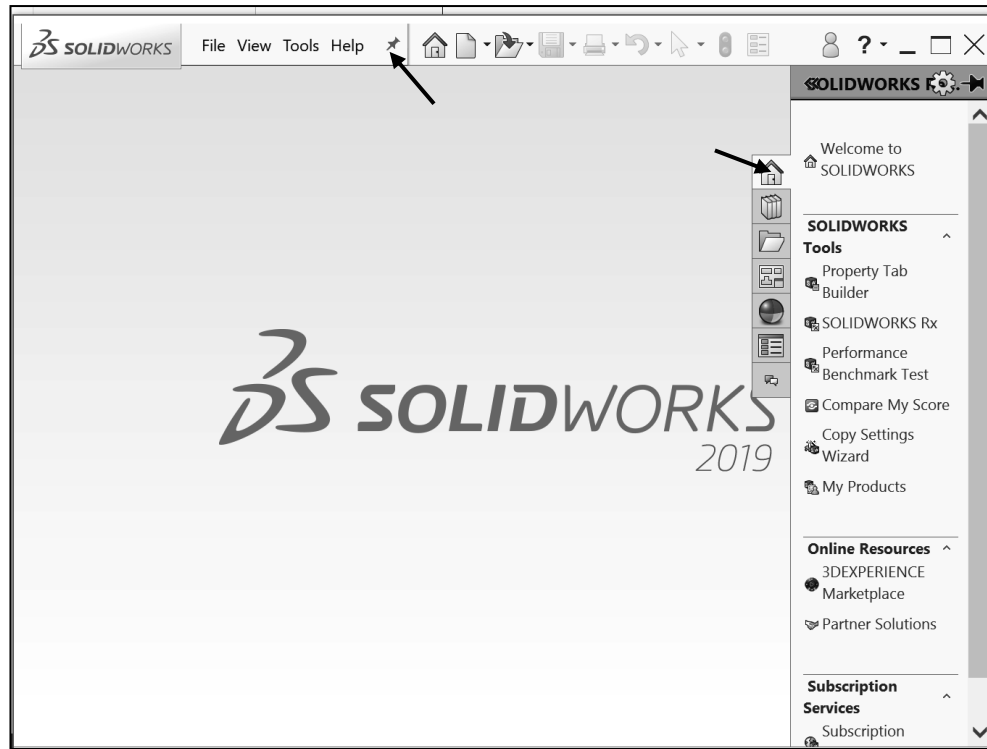 SOLIDWORKS File View Tools Help ?
SOLIDWORKS
Welcome to
SOLIDWORKS
SOLIDWORKS
Tools
Property Tab
Builder
SOLIDWORKS Rx
Performance
Benchmark Test
Compare My Score
Copy Settings
Wizard
My Products
Online Resources
3DEXPERIENCE
Marketplace
Partner Solutions
Subscription
Services
Subscription
SOLIDWORKS
2019